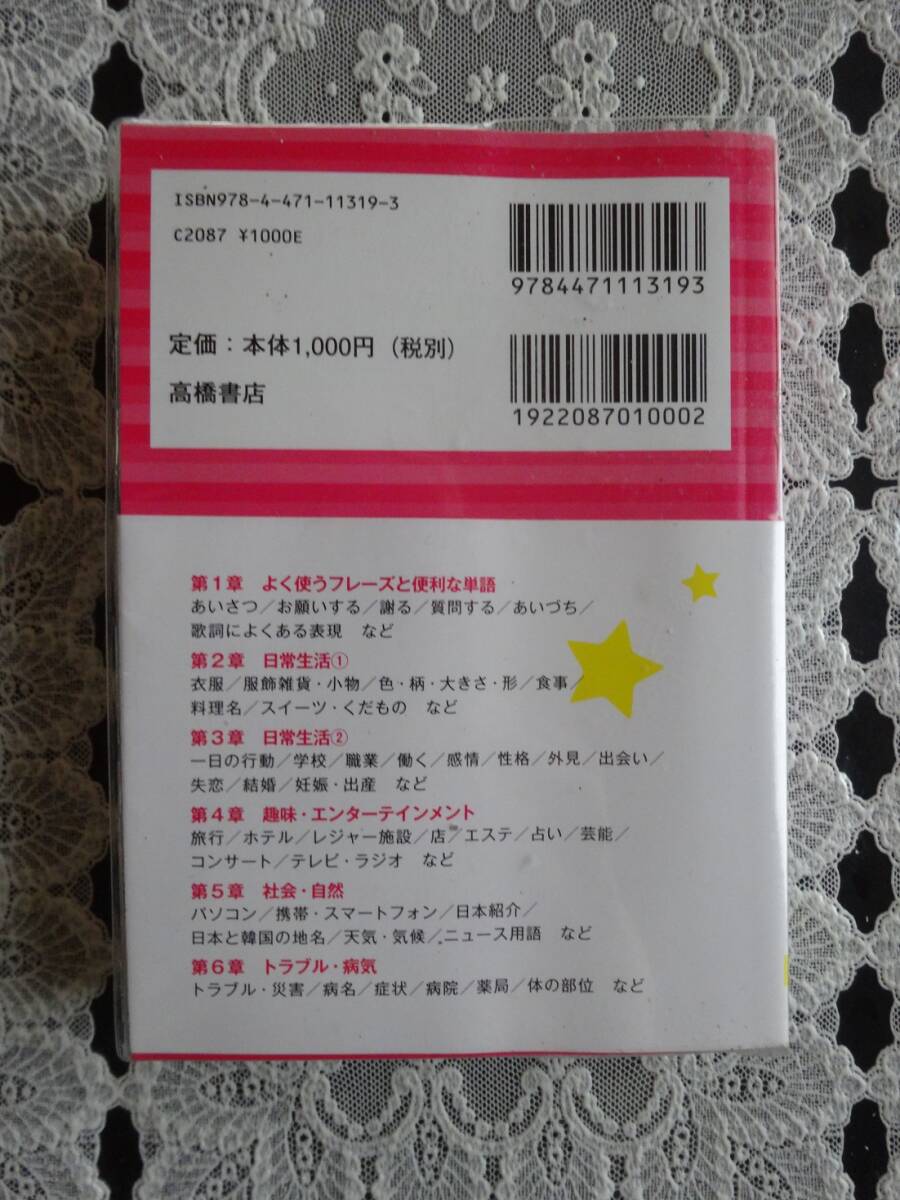 ISBN978-4-471-11319-3
C2087 ¥1000E
9784471113193
定価：本体1,000円（税別）
高橋書店
1922087010002
第1章　よく使うフレーズと便利な単語
あいさつ／お願いする／謝る／質問する／あいづち／
歌詞によくある表現　など
第2章　日常生活①
衣服／服飾雑貨・小物／色・柄・大きさ・形／食事／
料理名／スイーツ・くだもの　など
第3章　日常生活②
一日の行動／学校／職業／働く／感情／性格／外見／出会い／
失恋／結婚／妊娠・出産　など
第4章　趣味・エンターテインメント
旅行／ホテル／レジャー施設／店／エステ／占い／芸能／
コンサート／テレビ・ラジオ　など
第5章　社会・自然
パソコン／携帯・スマートフォン／日本紹介／
日本と韓国の地名／天気・気候／ニュース用語　など
第6章　トラブル・病気
トラブル・災害／病名／症状／病院／薬局／体の部位　など